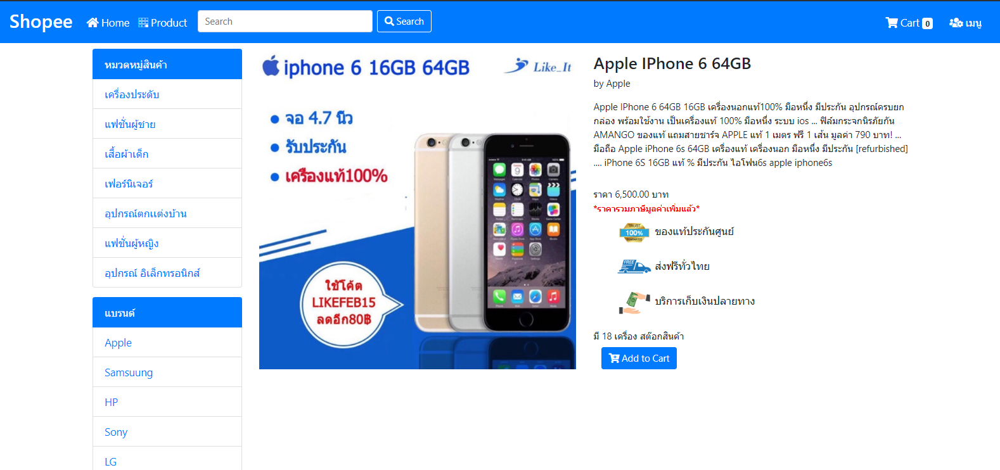 Shopee Home Product Search Search Cart 0 เมนู
หมวดหมู่สินค้า
เครื่องประดับ
แฟชั่นผู้ชาย
เสื้อผ้าเด็ก
เฟอร์นิเจอร์
อุปกรณ์ตกแต่งบ้าน
แฟชั่นผู้หญิง
อุปกรณ์ อิเล็กทรอนิกส์
แบรนด์
Apple
Samsuung
HP
Sony
LG
iphone 6 16GB 64GB
Like_It
จอ 4.7 นิ้ว
รับประกัน
เครื่องแท้100%
ใช้โค้ด
LIKEFEB15
ลดอีก80฿
Apple IPhone 6 64GB
by Apple
Apple IPhone 6 64GB 16GB เครื่องนอกแท้100% มือหนึ่ง มีประกัน อุปกรณ์ครบยก
กล่อง พร้อมใช้งาน เป็นเครื่องแท้ 100% มือหนึ่ง ระบบ ios ... ฟิล์มกระจกนิรภัยกัน
AMANGO ของแท้ แถมสายชาร์จ APPLE แท้ 1 เมตร ฟรี 1 เส้น มูลค่า 790 บาท! ...
มือถือ Apple iPhone 6s 64GB เครื่องแท้ เครื่องนอก มือหนึ่ง มีประกัน [refurbished]
.... iPhone 6S 16GB แท้ % มีประกัน ไอโฟน6s apple iphone6s
ราคา 6,500.00 บาท
*ราคารวมภาษีมูลค่าเพิ่มแล้ว*
TRUST
100%
GUARANTEE
ของแท้ประกันศูนย์
FREE
ส่งฟรีทั่วไทย
บริการเก็บเงินปลายทาง
มี 18 เครื่อง สต๊อกสินค้า
Add to Cart